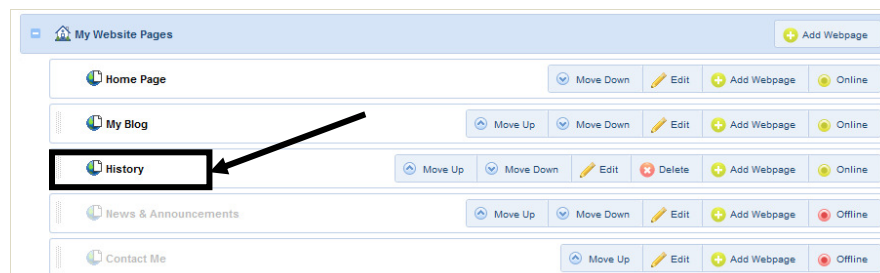 My Website Pages Add Webpage
Home Page Move Down Edit Add Webpage Online
My Blog Move Up Move Down Edit Add Webpage Online
History Move Up Move Down Edit Delete Add Webpage Online
News & Announcements Move Up Move Down Edit Add Webpage Offline
Contact Me Move Up Edit Add Webpage Offline